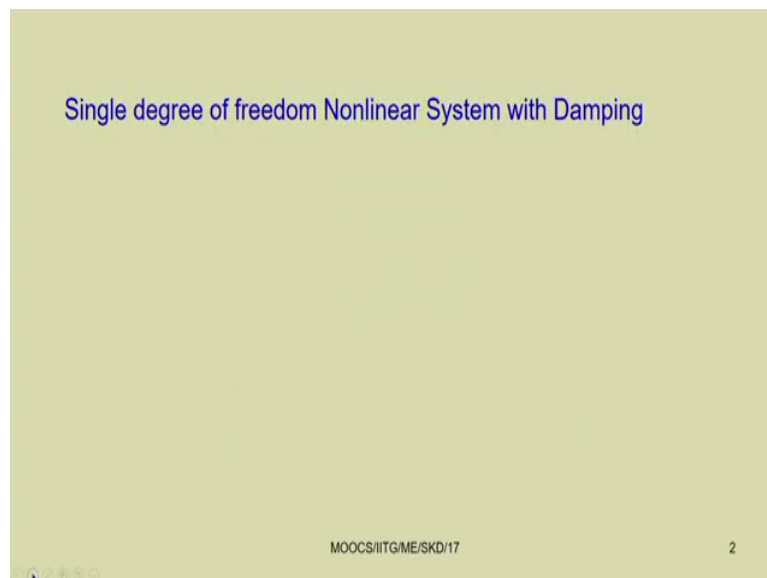 Single degree of freedom Nonlinear System with Damping
MOOCS/IITG/ME/SKD/17
2